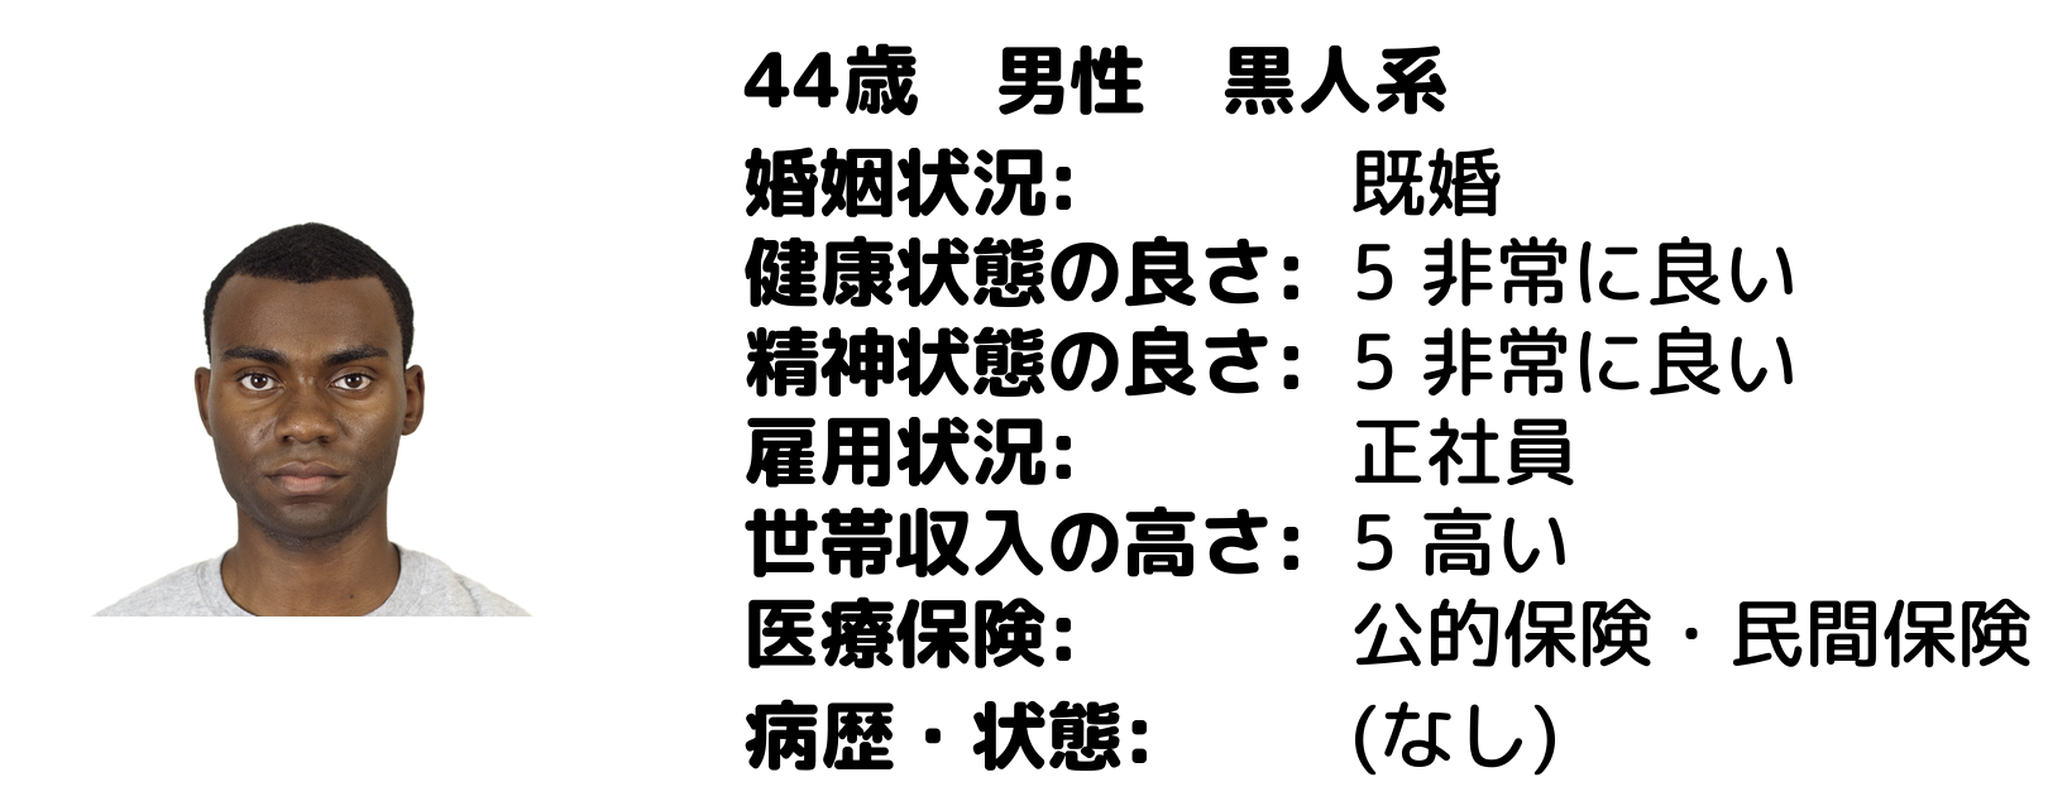 44歳　男性　黒人系
婚姻状況: 既婚
健康状態の良さ: 5 非常に良い
精神状態の良さ: 5 非常に良い
雇用状況: 正社員
世帯収入の高さ: 5 高い
医療保険: 公的保険・民間保険
病歴・状態: (なし)